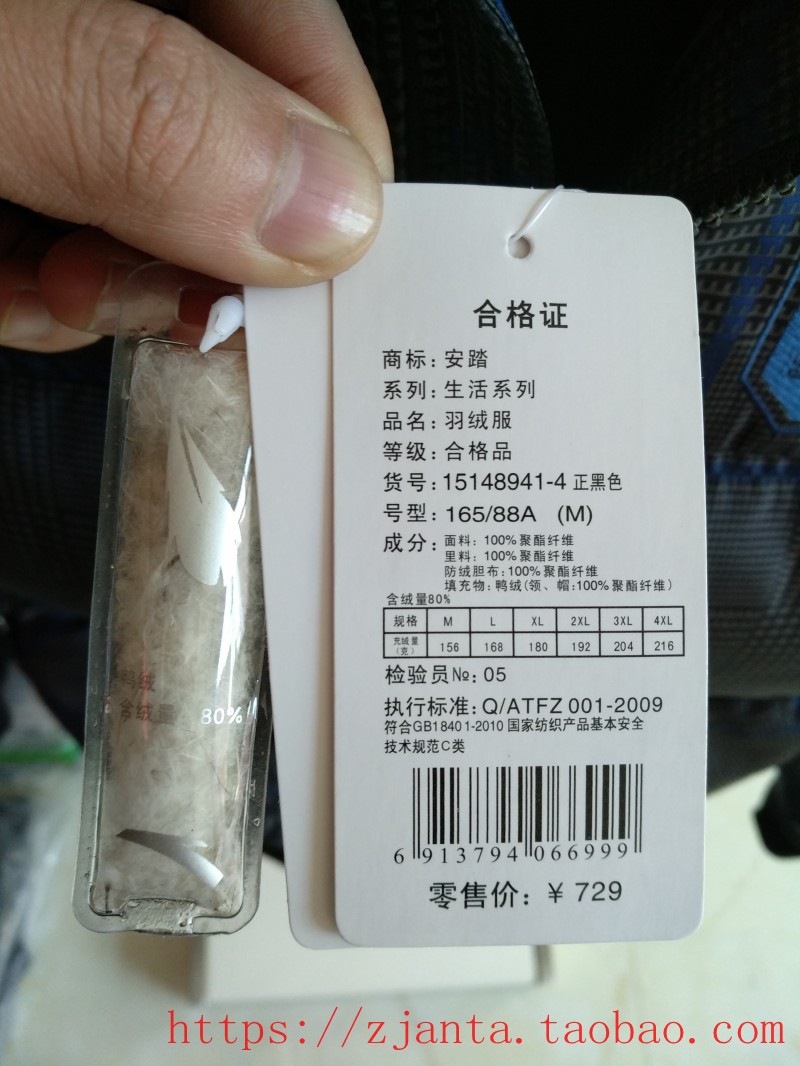 合格证
商标：安踏
系列：生活系列
品名：羽绒服
等级：合格品
货号：15148941-4 正黑色
号型：165/88A (M)
成分：面料：100%聚酯纤维
里料：100%聚酯纤维
防绒胆布：100%聚酯纤维
填充物：鸭绒(领、帽：100%聚酯纤维)
含绒量80%
规格 M L XL 2XL 3XL 4XL
充绒量（克） 156 168 180 192 204 216
检验员№：05
执行标准：Q/ATFZ 001-2009
符合GB18401-2010 国家纺织产品基本安全
技术规范C类
6 913794 066999
零售价：¥ 729
鸭绒
含绒量 80%
https://zjanta.taobao.com